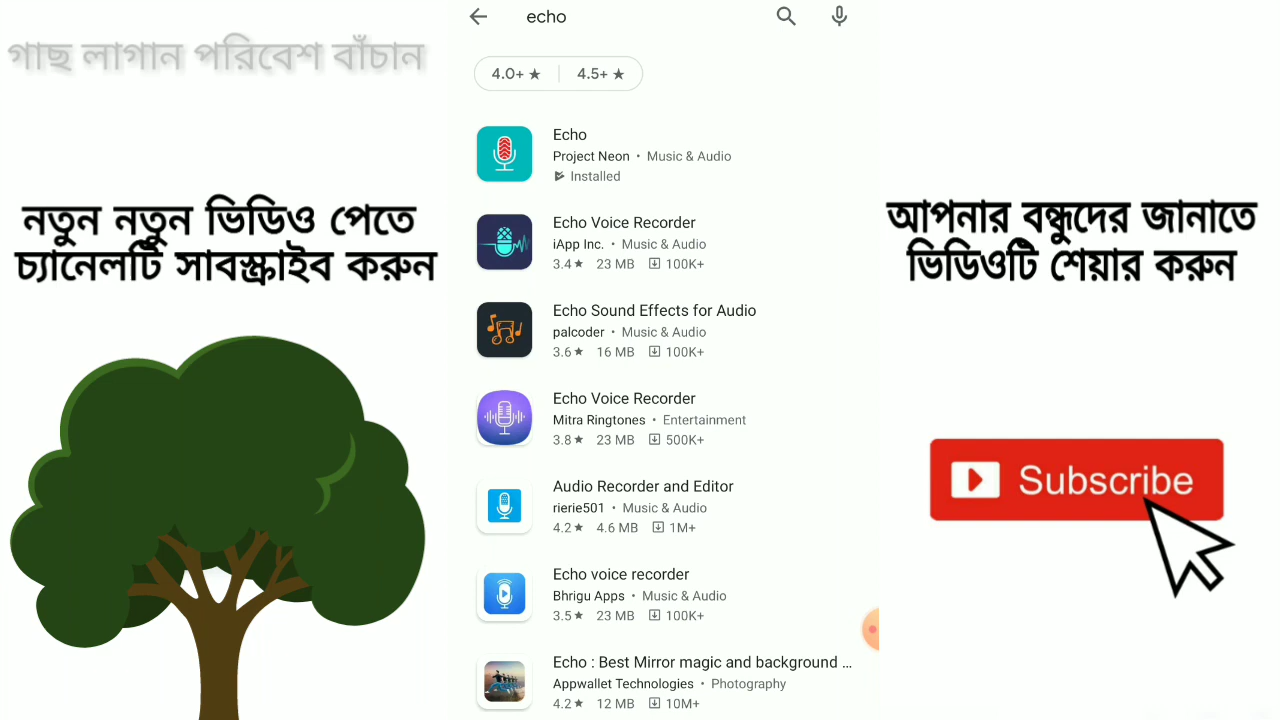 গাছ লাগান পরিবেশ বাঁচান
নতুন নতুন ভিডিও পেতে
চ্যানেলটি সাবস্ক্রাইব করুন
echo
4.0+ ★
4.5+ ★
Echo
Project Neon • Music & Audio
Installed
Echo Voice Recorder
iApp Inc. • Music & Audio
3.4★ 23 MB 100K+
Echo Sound Effects for Audio
palcoder • Music & Audio
3.6★ 16 MB 100K+
Echo Voice Recorder
Mitra Ringtones • Entertainment
3.8★ 23 MB 500K+
Audio Recorder and Editor
rierie501 • Music & Audio
4.2★ 4.6 MB 1M+
Echo voice recorder
Bhrigu Apps • Music & Audio
3.5★ 23 MB 100K+
Echo : Best Mirror magic and background ...
Appwallet Technologies • Photography
4.2★ 12 MB 10M+
আপনার বন্ধুদের জানাতে
ভিডিওটি শেয়ার করুন
Subscribe